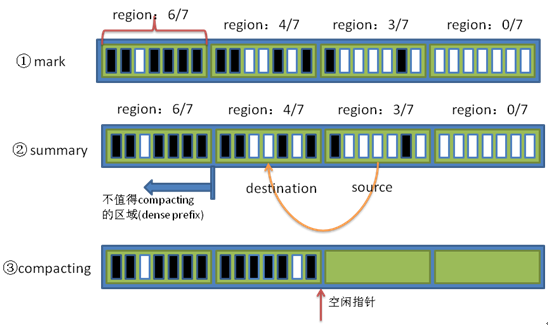 region：6/7 region：4/7 region：3/7 region：0/7
①mark
region：6/7 region：4/7 region：3/7 region：0/7
②summary
不值得compacting
的区域(dense prefix)
destination source
③compacting
空闲指针